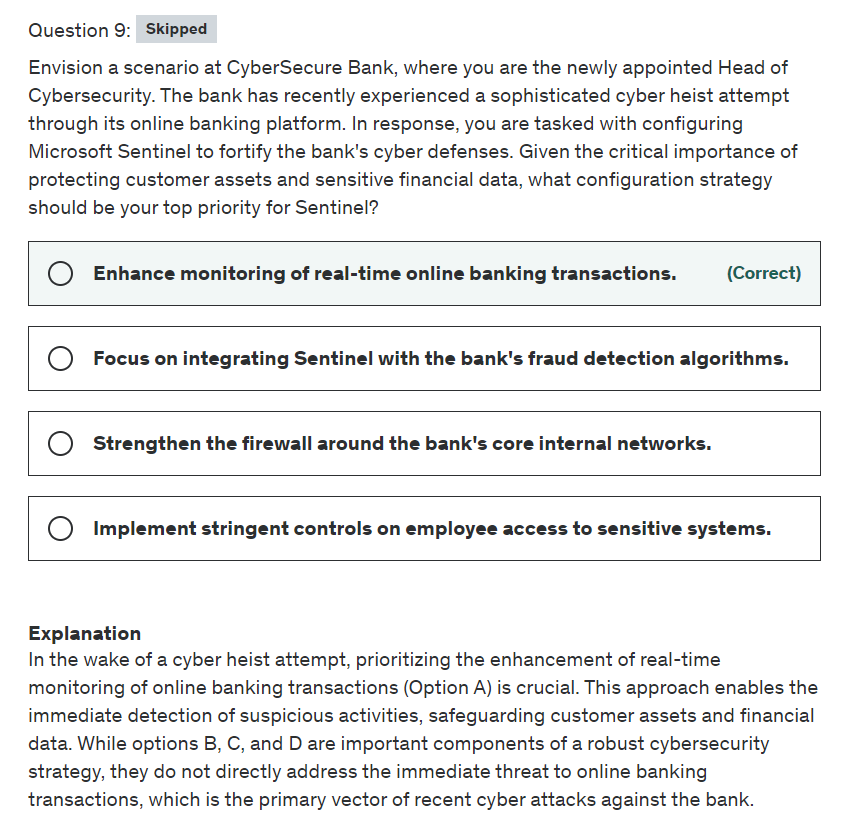 Question 9: Skipped
Envision a scenario at CyberSecure Bank, where you are the newly appointed Head of
Cybersecurity. The bank has recently experienced a sophisticated cyber heist attempt
through its online banking platform. In response, you are tasked with configuring
Microsoft Sentinel to fortify the bank's cyber defenses. Given the critical importance of
protecting customer assets and sensitive financial data, what configuration strategy
should be your top priority for Sentinel?
Enhance monitoring of real-time online banking transactions. (Correct)
Focus on integrating Sentinel with the bank's fraud detection algorithms.
Strengthen the firewall around the bank's core internal networks.
Implement stringent controls on employee access to sensitive systems.
Explanation
In the wake of a cyber heist attempt, prioritizing the enhancement of real-time
monitoring of online banking transactions (Option A) is crucial. This approach enables the
immediate detection of suspicious activities, safeguarding customer assets and financial
data. While options B, C, and D are important components of a robust cybersecurity
strategy, they do not directly address the immediate threat to online banking
transactions, which is the primary vector of recent cyber attacks against the bank.